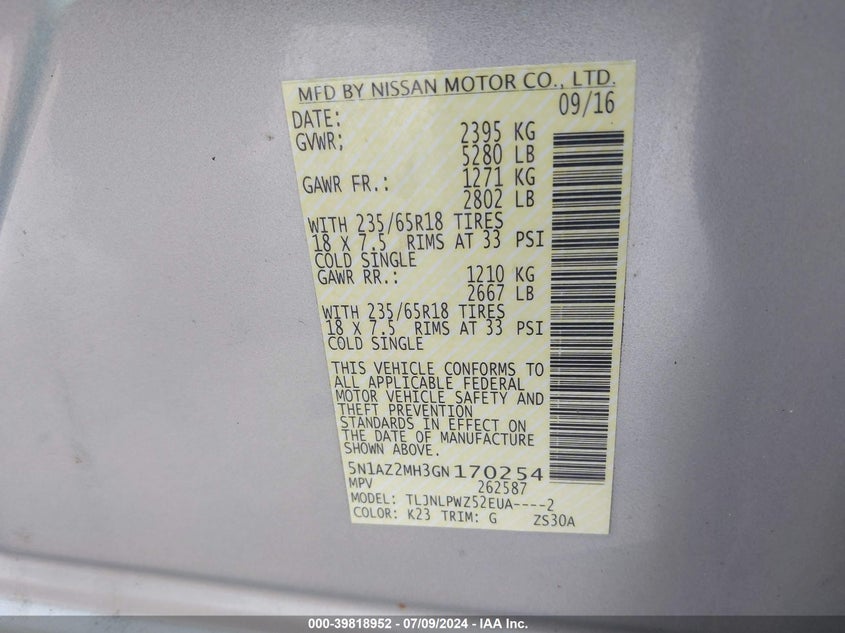 MFD BY NISSAN MOTOR CO., LTD.
DATE: 09/16
GVWR; 2395 KG
5280 LB
GAWR FR.: 1271 KG
2802 LB
WITH 235/65R18 TIRES
18 X 7.5 RIMS AT 33 PSI
COLD SINGLE
GAWR RR.: 1210 KG
2667 LB
WITH 235/65R18 TIRES
18 X 7.5 RIMS AT 33 PSI
COLD SINGLE
THIS VEHICLE CONFORMS TO
ALL APPLICABLE FEDERAL
MOTOR VEHICLE SAFETY AND
THEFT PREVENTION
STANDARDS IN EFFECT ON
THE DATE OF MANUFACTURE
SHOWN ABOVE.
5N1AZ2MH3GN170254
MPV 262587
MODEL: TLJNLPWZ52EUA----2
COLOR: K23 TRIM: G ZS30A
000-39818952 - 07/09/2024 - IAA Inc.